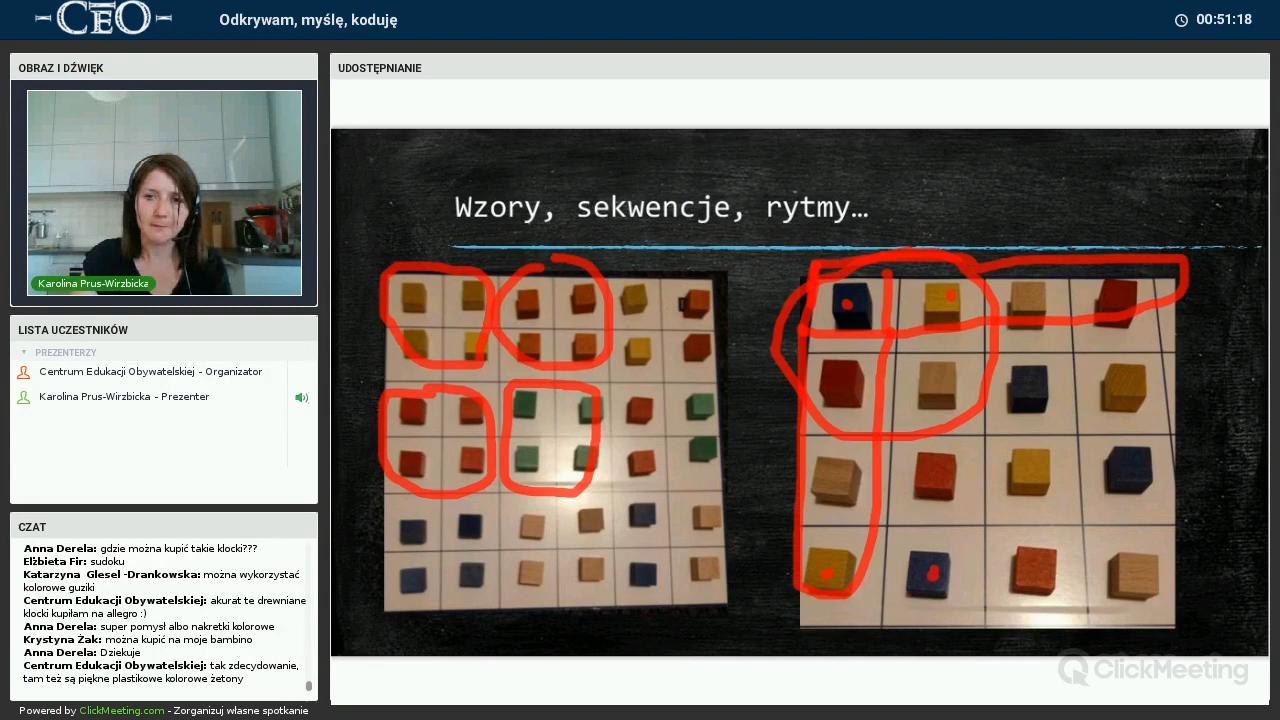 CEO
Odkrywam, myślę, koduję
00:51:18
OBRAZ I DŹWIĘK
Karolina Prus-Wirzbicka
LISTA UCZESTNIKÓW
PREZENTERZY
Centrum Edukacji Obywatelskiej - Organizator
Karolina Prus-Wirzbicka - Prezenter
CZAT
Anna Derela: gdzie można kupić takie klocki???
Elżbieta Fir: sudoku
Katarzyna Glesel -Drankowska: można wykorzystać
kolorowe guziki
Centrum Edukacji Obywatelskiej: akurat te drewniane
klocki kupiłam na allegro :)
Anna Derela: super pomysł albo nakretki kolorowe
Krystyna Żak: można kupić na moje bambino
Anna Derela: Dziekuje
Centrum Edukacji Obywatelskiej: tak zdecydowanie,
tam też są piękne plastikowe kolorowe żetony
Powered by ClickMeeting.com - Zorganizuj własne spotkanie
UDOSTĘPNIANIE
Wzory, sekwencje, rytmy…
ClickMeeting